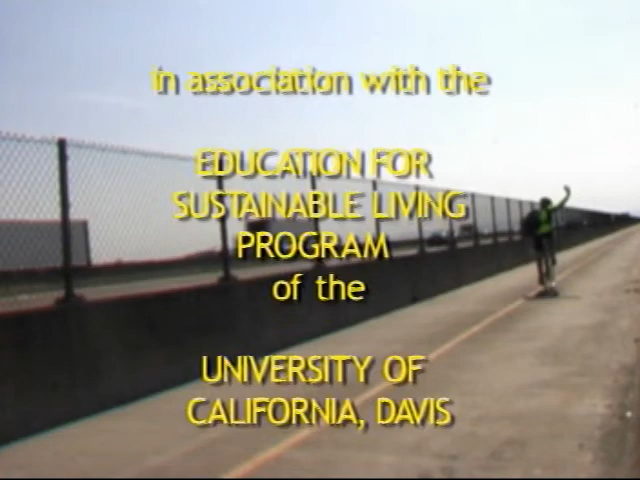 in association with the
EDUCATION FOR
SUSTAINABLE LIVING
PROGRAM
of the
UNIVERSITY OF
CALIFORNIA, DAVIS